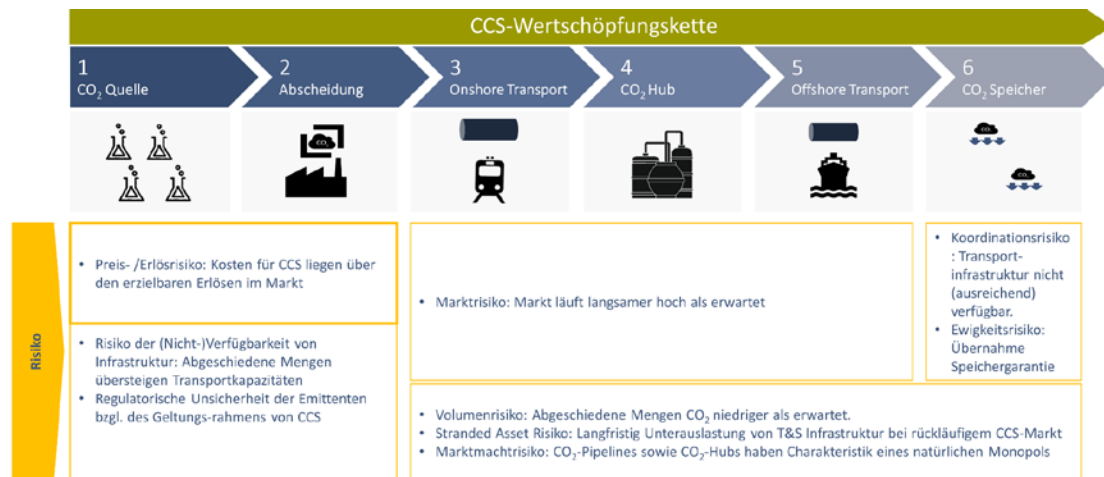 CCS-Wertschöpfungskette
1
CO₂ Quelle
2
Abscheidung
3
Onshore Transport
4
CO₂ Hub
5
Offshore Transport
6
CO₂ Speicher
CO₂
CO₂
CO₂
Risiko
• Preis- /Erlösrisiko: Kosten für CCS liegen über
den erzielbaren Erlösen im Markt
• Risiko der (Nicht-)Verfügbarkeit von
Infrastruktur: Abgeschiedene Mengen
übersteigen Transportkapazitäten
• Regulatorische Unsicherheit der Emittenten
bzgl. des Geltungs-rahmens von CCS
• Marktrisiko: Markt läuft langsamer hoch als erwartet
• Koordinationsrisiko
: Transport-
infrastruktur nicht
(ausreichend)
verfügbar.
• Ewigkeitsrisiko:
Übernahme
Speichergarantie
• Volumenrisiko: Abgeschiedene Mengen CO₂ niedriger als erwartet.
• Stranded Asset Risiko: Langfristig Unterauslastung von T&S Infrastruktur bei rückläufigem CCS-Markt
• Marktmachtrisiko: CO₂-Pipelines sowie CO₂-Hubs haben Charakteristik eines natürlichen Monopols